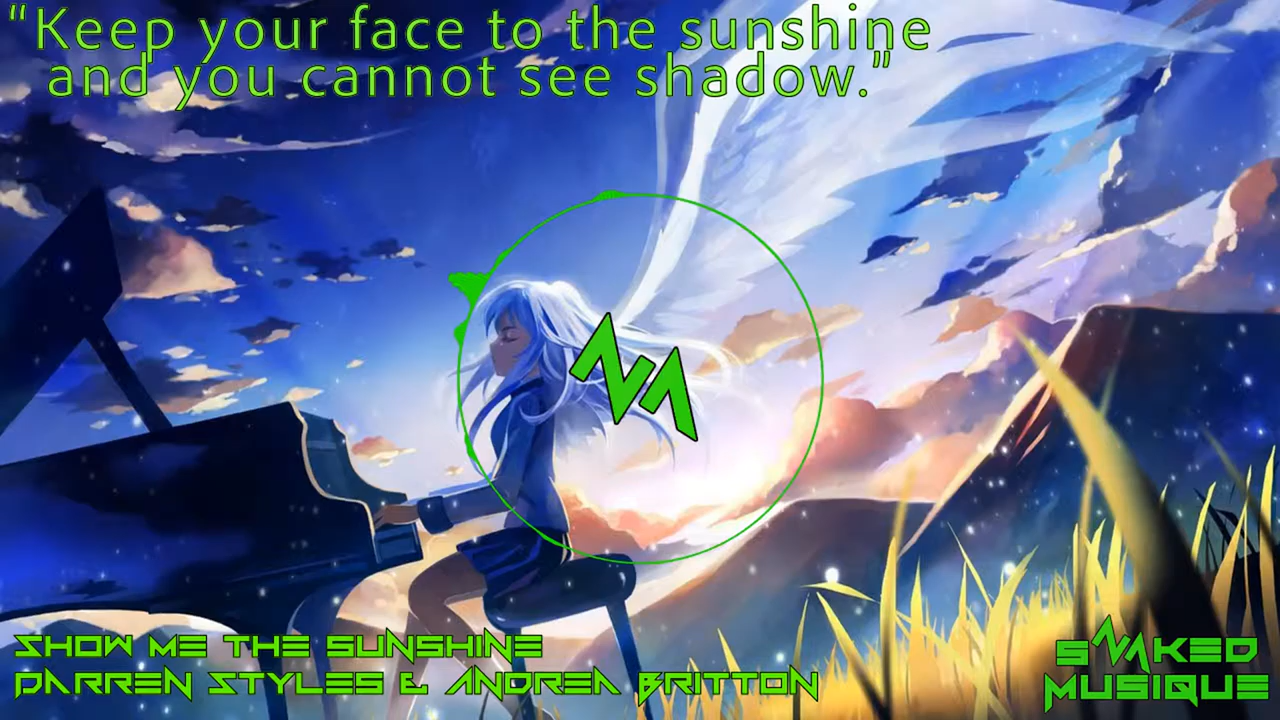 “Keep your face to the sunshine
and you cannot see shadow.”
SHOW ME THE SUNSHINE
DARREN STYLES & ANDREA BRITTON
SNAKED
MUSIQUE